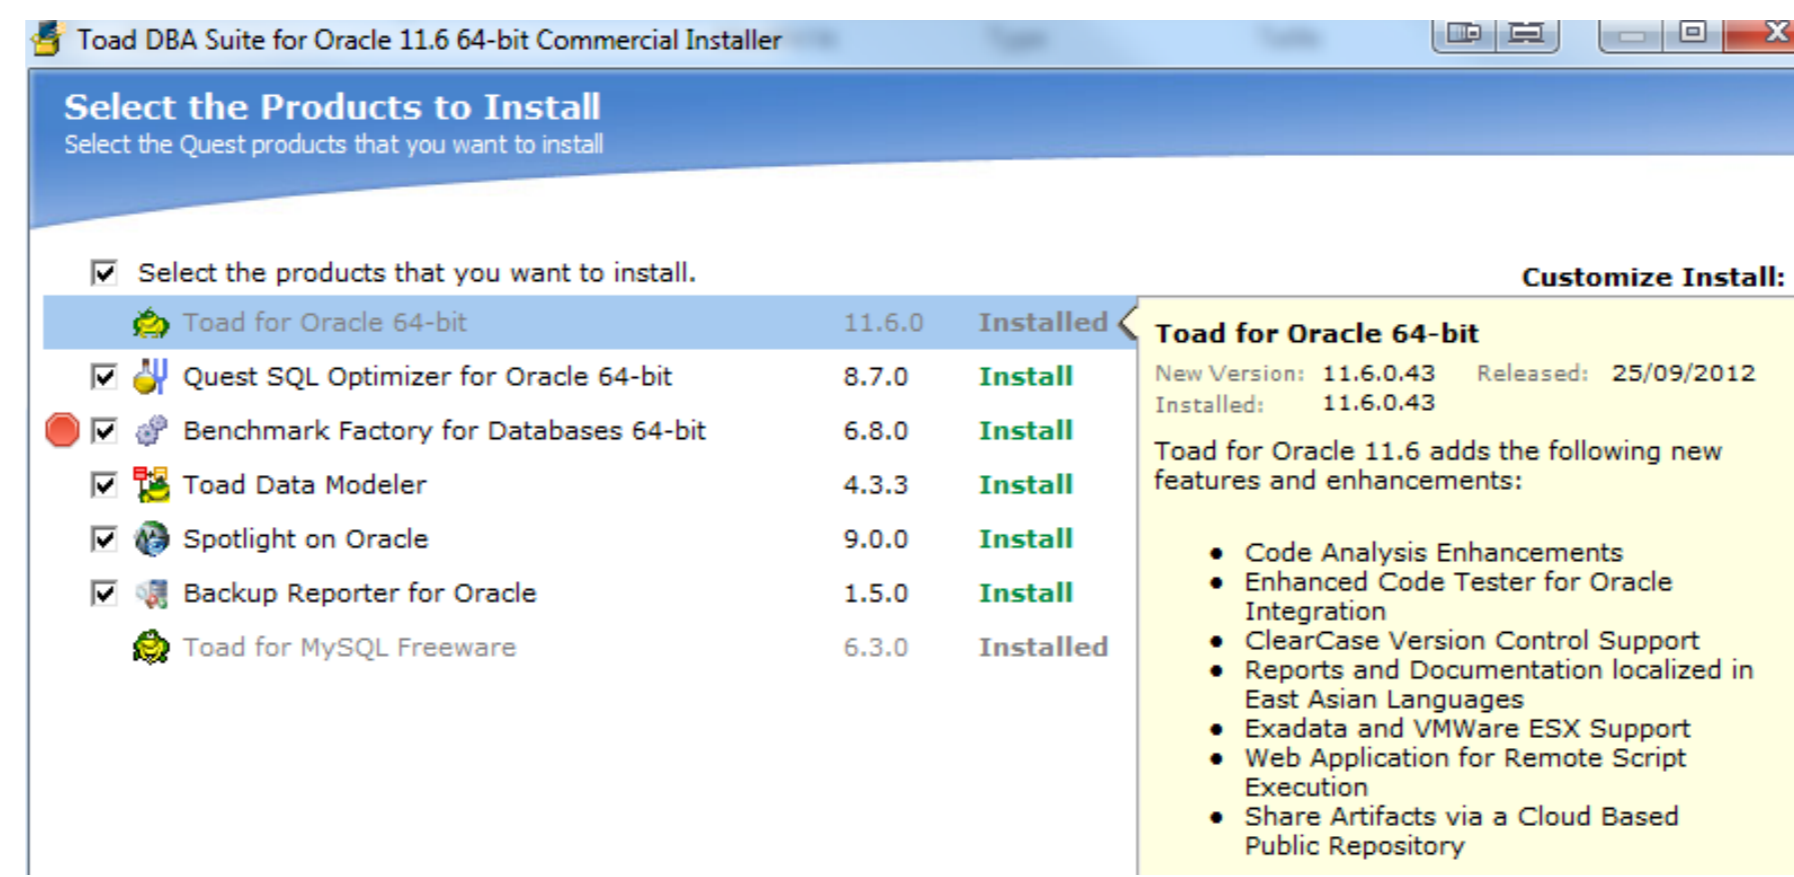 Toad DBA Suite for Oracle 11.6 64-bit Commercial Installer
Select the Products to Install
Select the Quest products that you want to install
Select the products that you want to install.
Customize Install:
Toad for Oracle 64-bit 11.6.0 Installed
Quest SQL Optimizer for Oracle 64-bit 8.7.0 Install
Benchmark Factory for Databases 64-bit 6.8.0 Install
Toad Data Modeler 4.3.3 Install
Spotlight on Oracle 9.0.0 Install
Backup Reporter for Oracle 1.5.0 Install
Toad for MySQL Freeware 6.3.0 Installed
Toad for Oracle 64-bit
New Version: 11.6.0.43 Released: 25/09/2012
Installed: 11.6.0.43
Toad for Oracle 11.6 adds the following new
features and enhancements:
• Code Analysis Enhancements
• Enhanced Code Tester for Oracle
Integration
• ClearCase Version Control Support
• Reports and Documentation localized in
East Asian Languages
• Exadata and VMWare ESX Support
• Web Application for Remote Script
Execution
• Share Artifacts via a Cloud Based
Public Repository